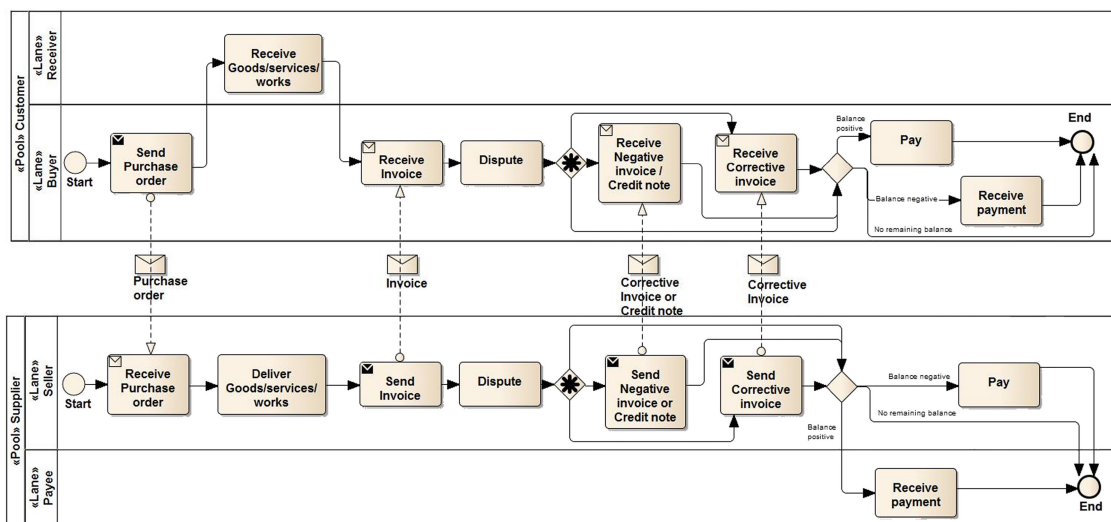 «Pool» Customer
«Lane»
Receiver
Receive
Goods/services/
works
«Lane»
Buyer
Start
Send
Purchase
order
Receive
Invoice
Dispute
Receive
Negative
invoice /
Credit note
Receive
Corrective
invoice
Balance
positive
Pay
End
Balance negative
Receive
payment
No remaining balance
Purchase
order
Invoice
Corrective
Invoice or
Credit note
Corrective
Invoice
«Pool» Supplier
«Lane»
Seller
Start
Receive
Purchase
order
Deliver
Goods/services/
works
Send
Invoice
Dispute
Send
Negative
invoice or
Credit note
Send
Corrective
invoice
Balance negative
Pay
No remaining balance
Balance
positive
«Lane»
Payee
Receive
payment
End